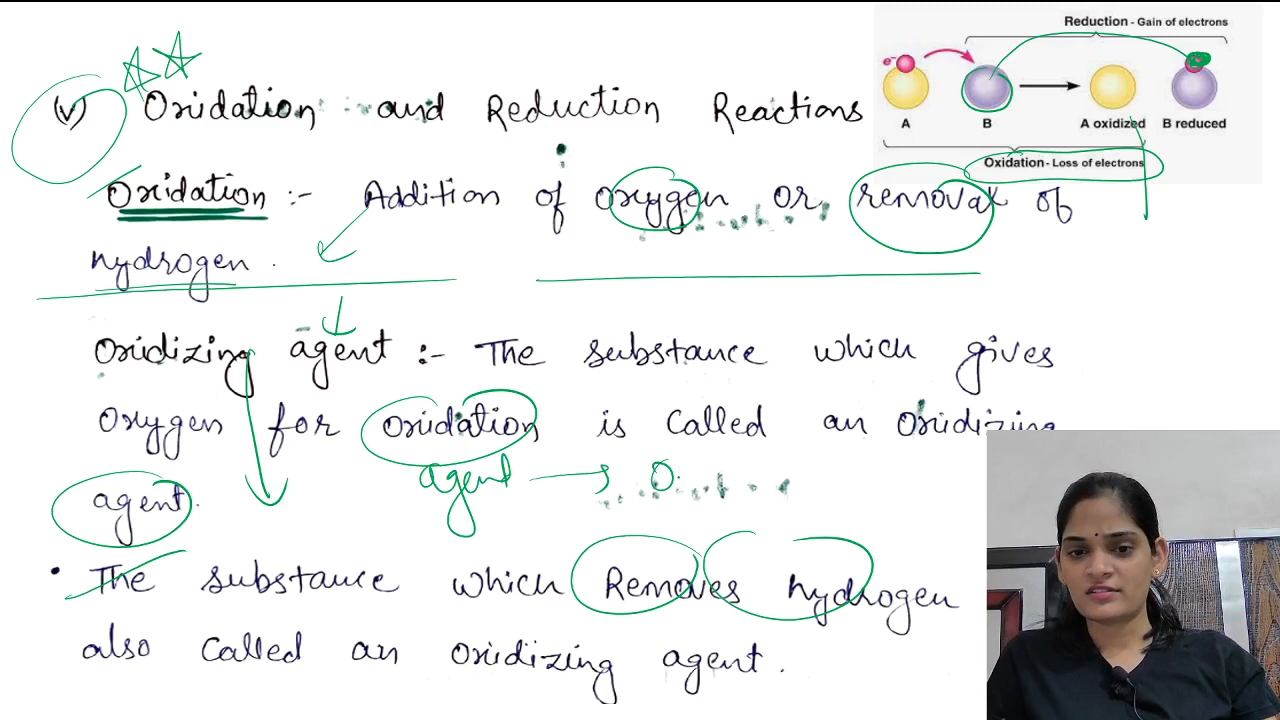 Reduction - Gain of electrons
e-
A
B
A oxidized
B reduced
Oxidation - Loss of electrons
(v) Oxidation and Reduction Reactions
Oxidation :- Addition of oxygen or removal of
hydrogen.
Oxidizing agent :- The substance which gives
oxygen for oxidation is called an oxidizing
agent → O
agent.
• The substance which Removes hydrogen
also called an oxidizing agent.